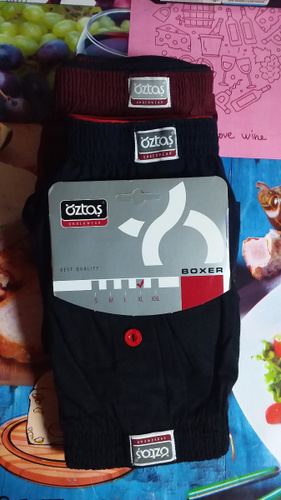 love wine
öztaş
UNDERWEAR
öztaş
UNDERWEAR
öztaş
UNDERWEAR
BEST QUALITY
BOXER
S M L XL XXL
öztaş
UNDERWEAR